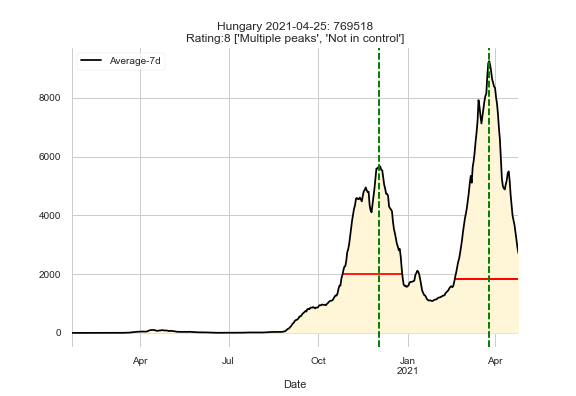 Hungary 2021-04-25: 769518
Rating:8 ['Multiple peaks', 'Not in control']
Average-7d
8000
6000
4000
2000
0
Apr
Jul
Oct
Jan
2021
Apr
Date